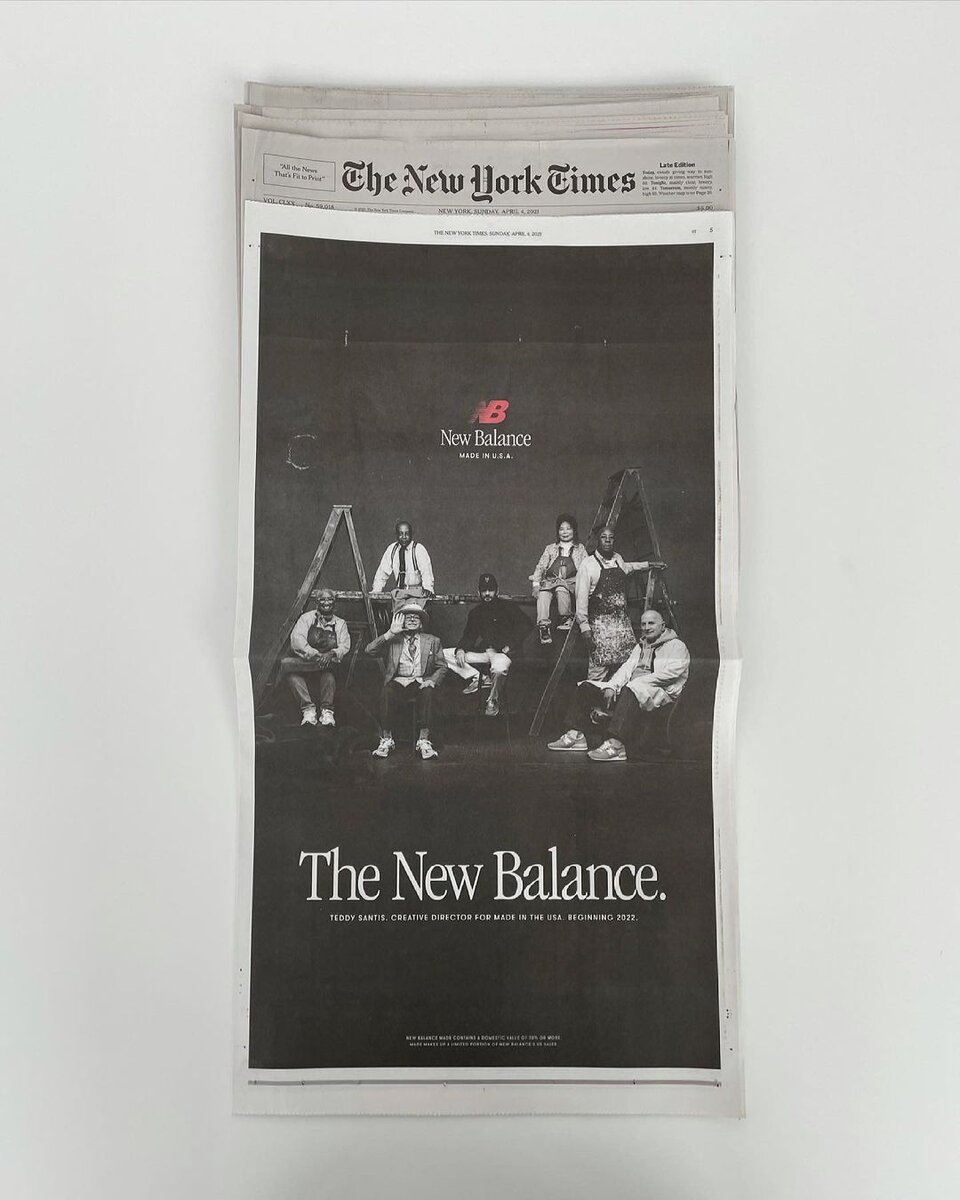 "All the News
That's Fit to Print"
The New York Times
Late Edition
NEW YORK, SUNDAY, APRIL 4, 2021
THE NEW YORK TIMES, SUNDAY, APRIL 4, 2021
5
NB
New Balance
MADE IN U.S.A.
The New Balance.
TEDDY SANTIS. CREATIVE DIRECTOR FOR MADE IN THE USA. BEGINNING 2022.
NEW BALANCE MADE CONTAINS A DOMESTIC VALUE OF 70% OR MORE.
MADE MAKES UP A LIMITED PORTION OF NEW BALANCE'S US SALES.